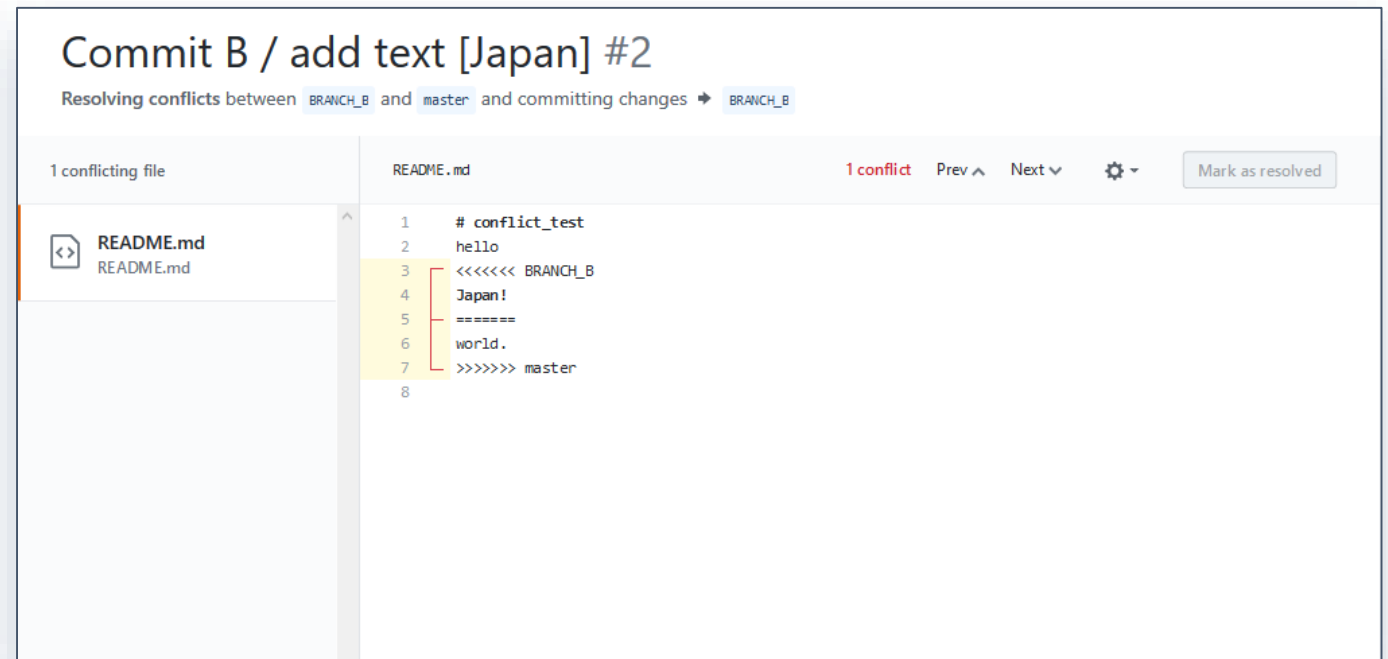 Commit B / add text [Japan] #2
Resolving conflicts between BRANCH_B and master and committing changes BRANCH_B
1 conflicting file
README.md
README.md
README.md 1 conflict Prev Next Mark as resolved
1 # conflict_test
2 hello
3 <<<<<<< BRANCH_B
4 Japan!
5 =======
6 world.
7 >>>>>>> master
8